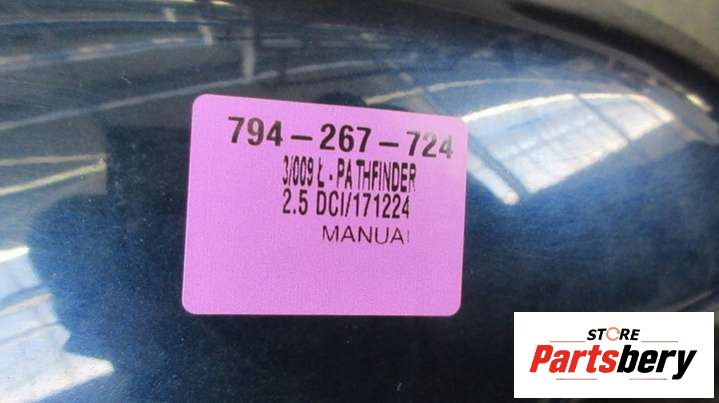 794-267-724
3/009 Ł - PATHFINDER
2.5 DCI/171224
MANUAl
STORE
Partsbery